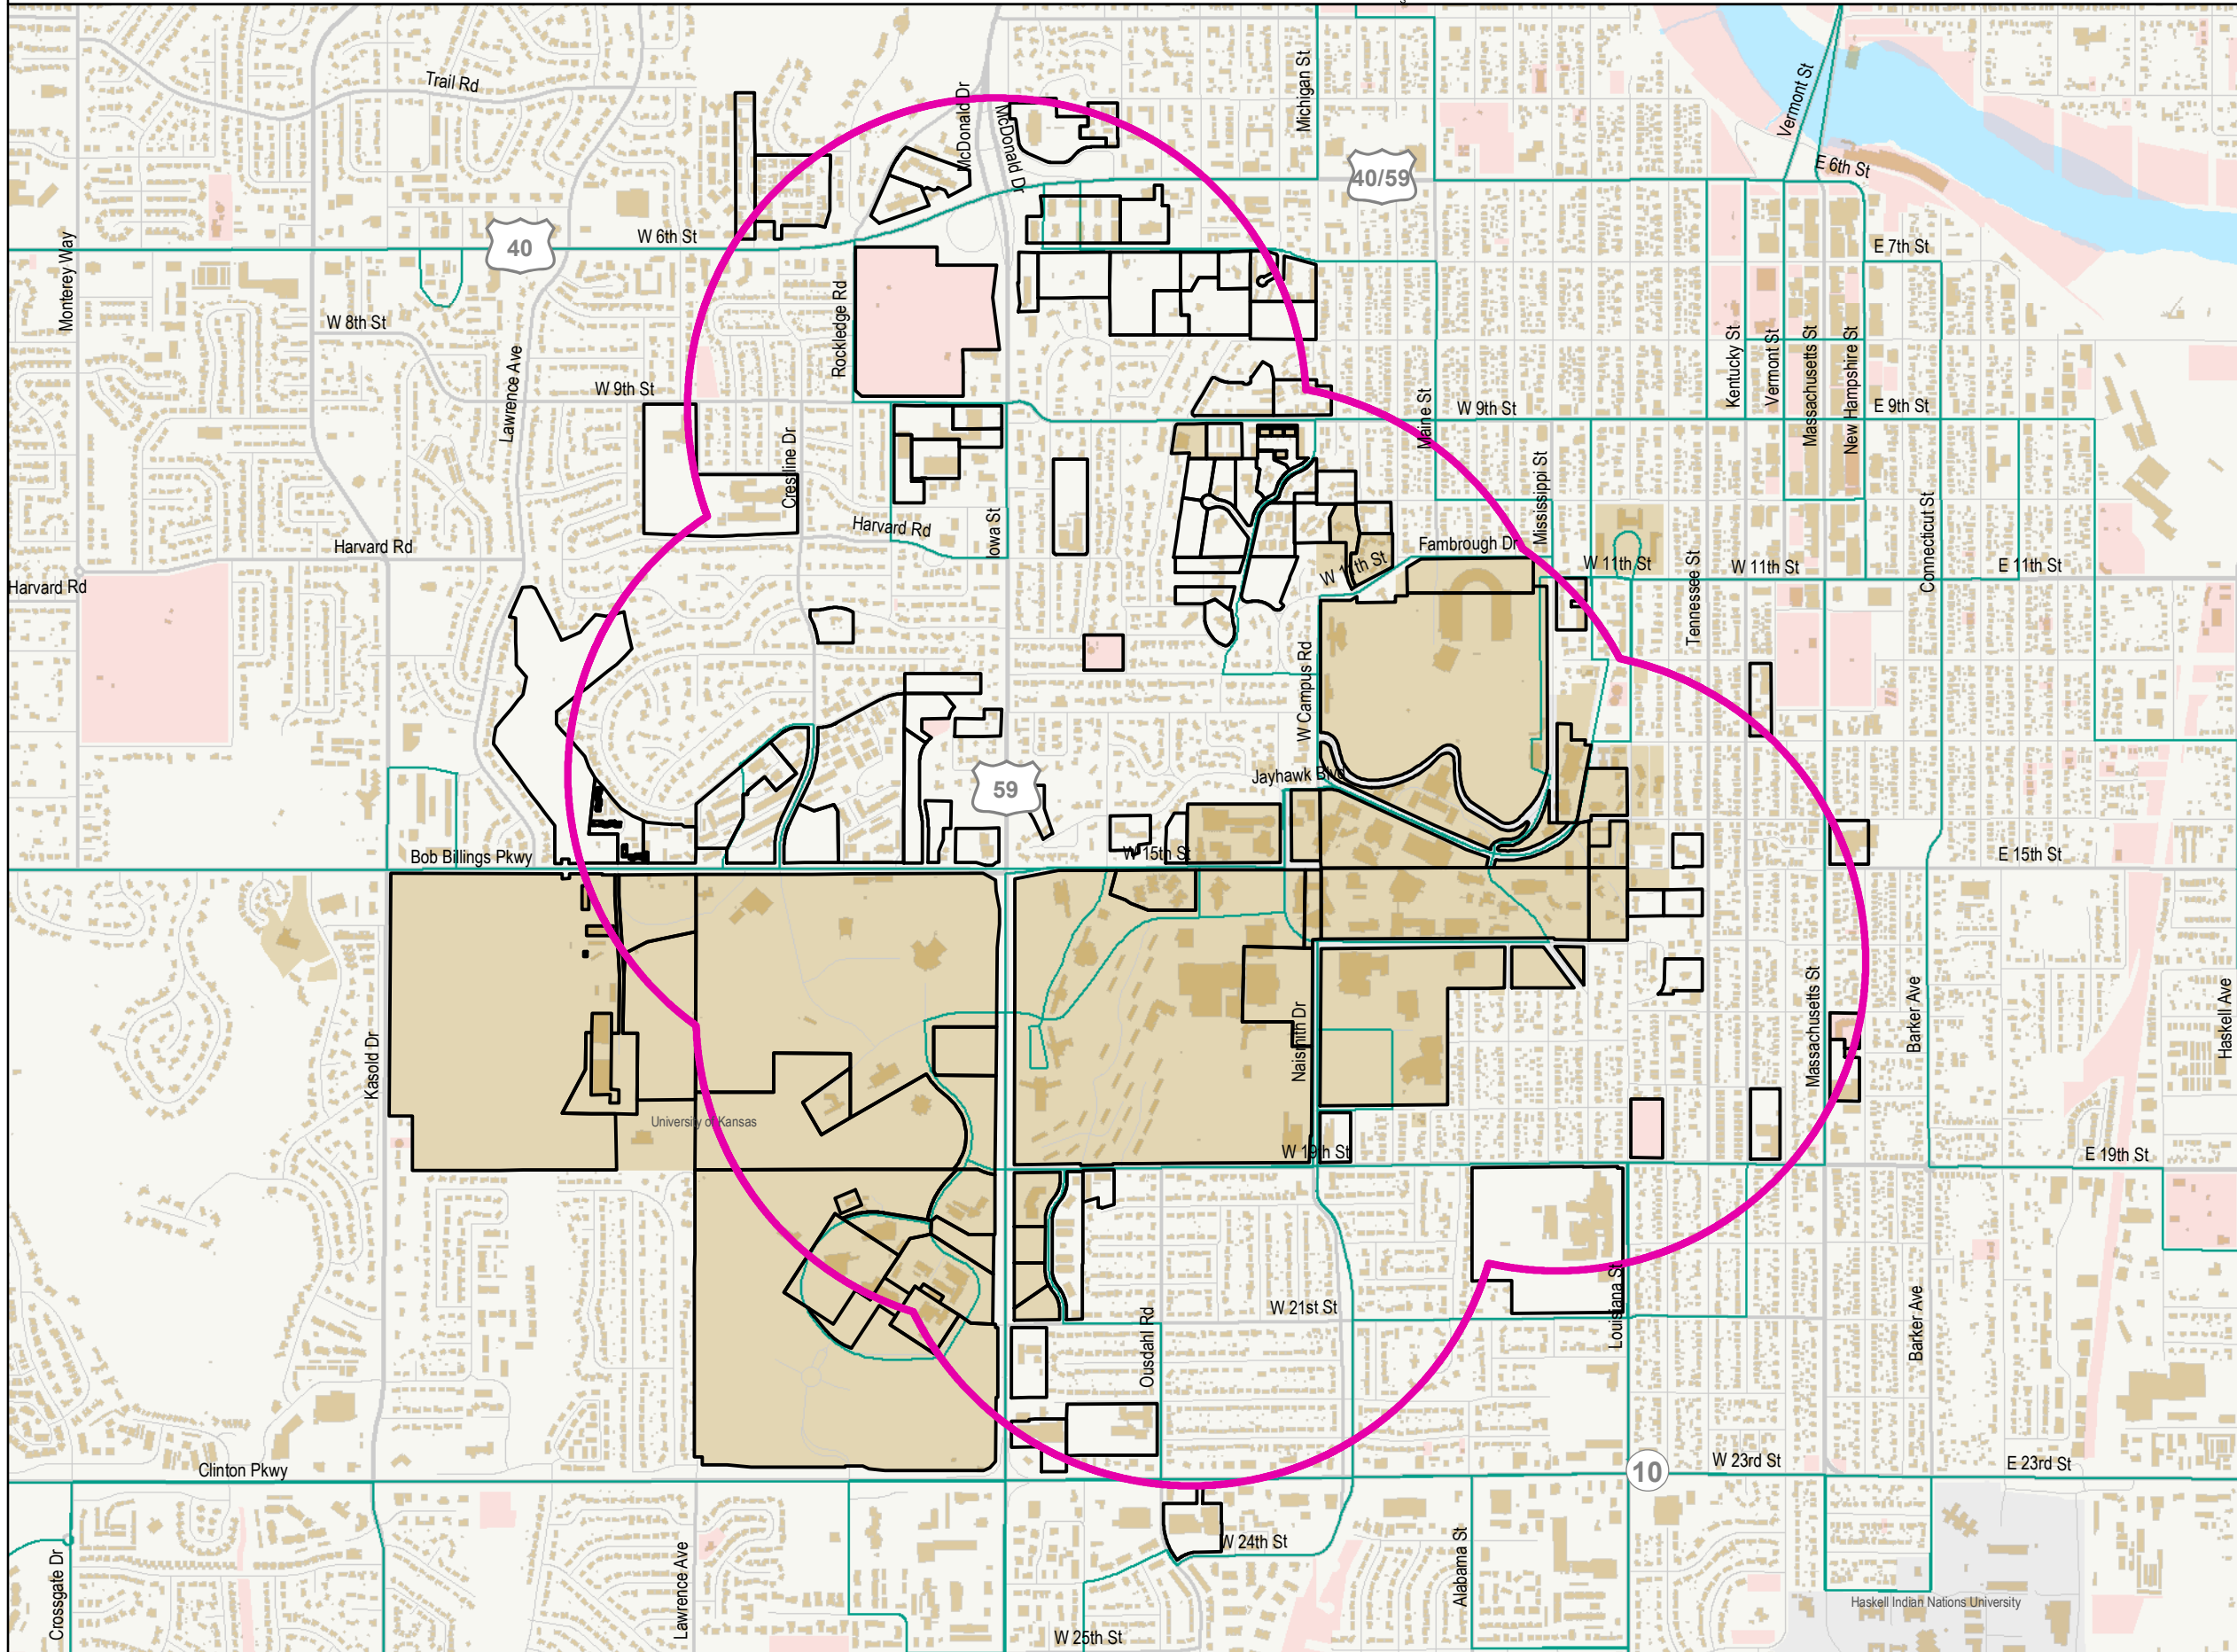 Trail Rd
McDonald Dr
McDonald Dr
Michigan St
Vermont St
E 6th St
40/59
40
W 6th St
E 7th St
Monterey Way
W 8th St
Rockledge Rd
Lawrence Ave
W 9th St
Crestline Dr
Maine St
W 9th St
Kentucky St
Vermont St
Massachusetts St
New Hampshire St
E 9th St
Mississippi St
Harvard Rd
Iowa St
Harvard Rd
Fambrough Dr
W 11th St
W 11th St
W 11th St
Tennessee St
Connecticut St
E 11th St
Harvard Rd
W Campus Rd
Jayhawk Blvd
59
Bob Billings Pkwy
W 15th St
E 15th St
Kasold Dr
Naismith Dr
Massachusetts St
Barker Ave
Haskell Ave
University of Kansas
W 19th St
E 19th St
Ousdahl Rd
W 21st St
Louisiana St
Barker Ave
Clinton Pkwy
10
W 23rd St
E 23rd St
Crossgate Dr
Lawrence Ave
W 24th St
Alabama St
Haskell Indian Nations University
W 25th St